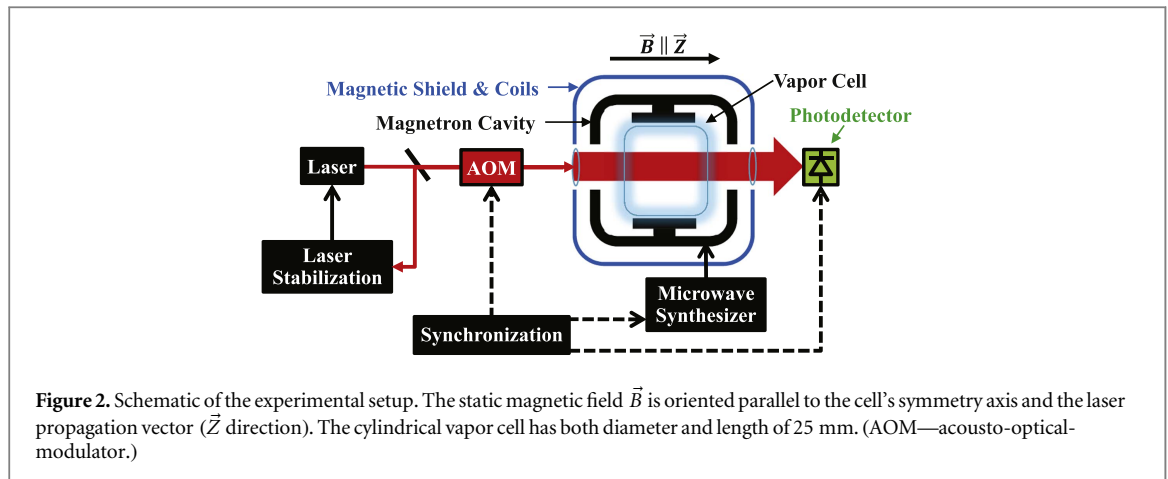 B⃗ ∥ Z⃗
Magnetic Shield & Coils
Vapor Cell
Magnetron Cavity
Photodetector
Laser
AOM
Laser
Stabilization
Microwave
Synthesizer
Synchronization
Figure 2. Schematic of the experimental setup. The static magnetic field B⃗ is oriented parallel to the cell's symmetry axis and the laser
propagation vector (Z⃗ direction). The cylindrical vapor cell has both diameter and length of 25 mm. (AOM—acousto-optical-
modulator.)